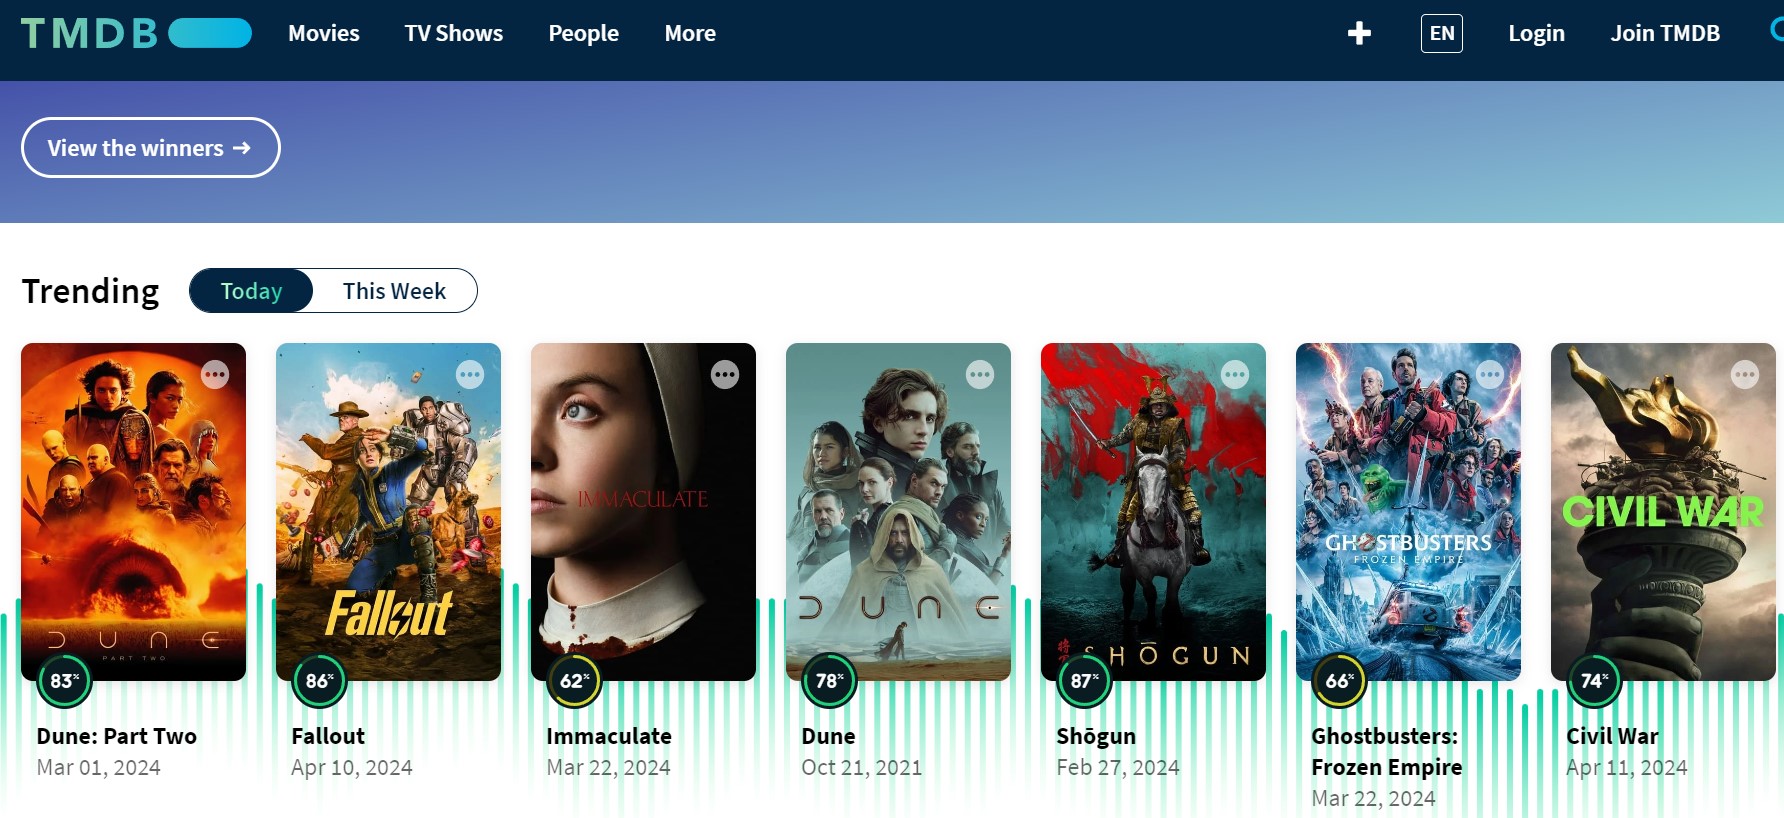 TMDB
Movies
TV Shows
People
More
EN
Login
Join TMDB
View the winners →
Trending
Today
This Week
DUNE
PART TWO
Fallout
IMMACULATE
DUNE
SHŌGUN
GHOSTBUSTERS
FROZEN EMPIRE
CIVIL WAR
83%
86%
62%
78%
87%
66%
74%
Dune: Part Two
Mar 01, 2024
Fallout
Apr 10, 2024
Immaculate
Mar 22, 2024
Dune
Oct 21, 2021
Shōgun
Feb 27, 2024
Ghostbusters:
Frozen Empire
Mar 22, 2024
Civil War
Apr 11, 2024